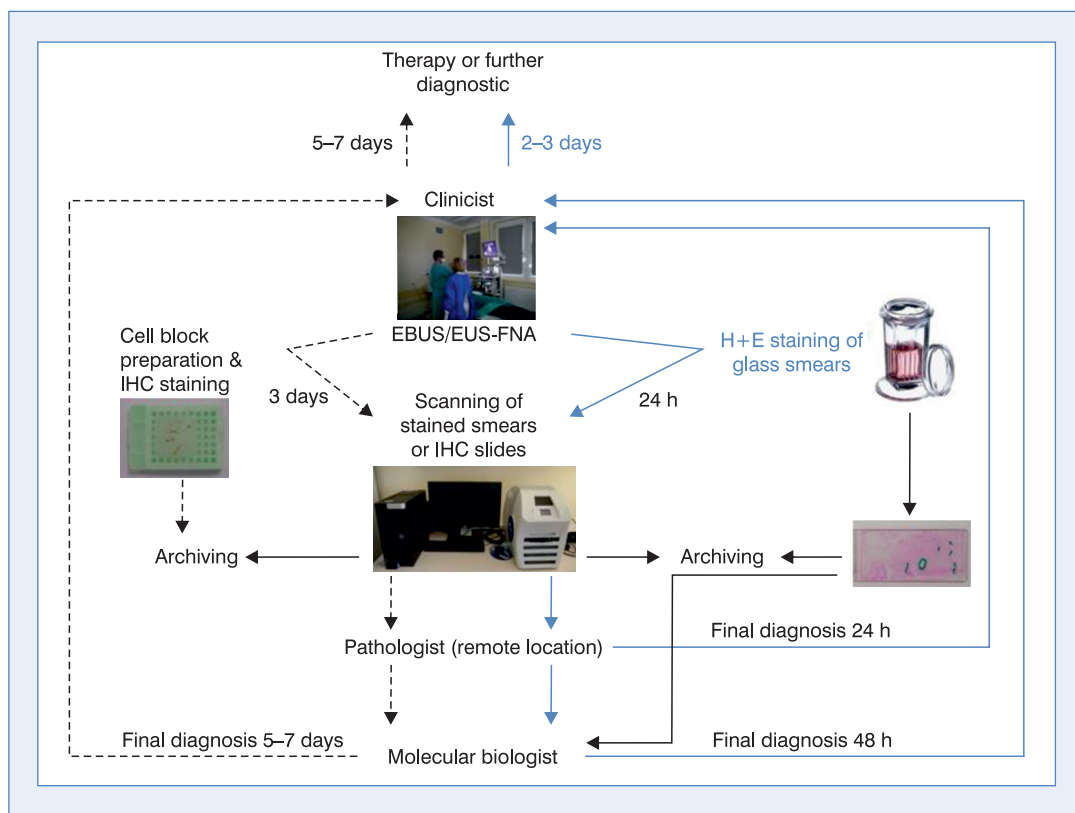 Therapy or further
diagnostic
5–7 days
2–3 days
Clinicist
EBUS/EUS-FNA
Cell block
preparation &
IHC staining
H+E staining of
glass smears
3 days
24 h
Scanning of
stained smears
or IHC slides
Archiving
Archiving
Final diagnosis 24 h
Pathologist (remote location)
Final diagnosis 5–7 days
Final diagnosis 48 h
Molecular biologist